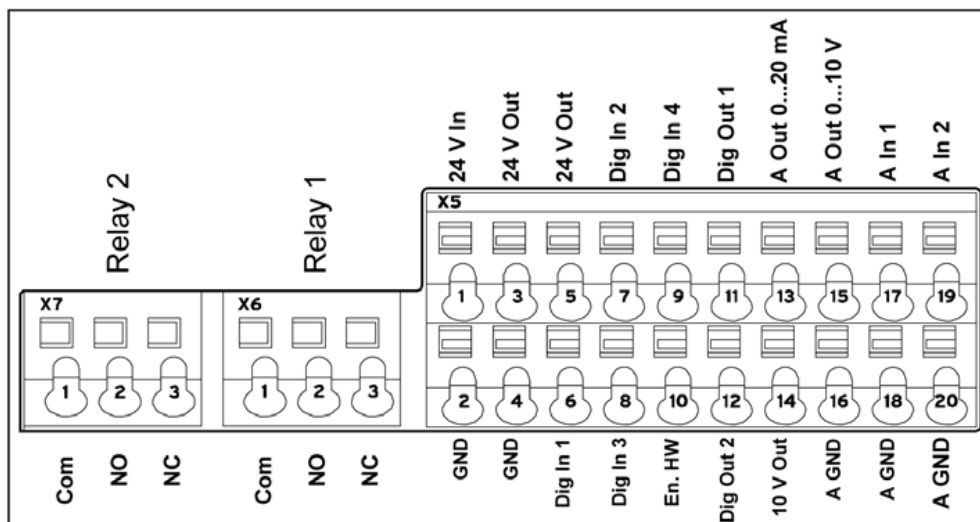 24 V In
24 V Out
24 V Out
Dig In 2
Dig In 4
Dig Out 1
A Out 0...20 mA
A Out 0...10 V
A In 1
A In 2
Relay 2
Relay 1
X5
1 3 5 7 9 11 13 15 17 19
X7
X6
1 2 3
1 2 3
2 4 6 8 10 12 14 16 18 20
Com
NO
NC
Com
NO
NC
GND
GND
Dig In 1
Dig In 3
En. HW
Dig Out 2
10 V Out
A GND
A GND
A GND